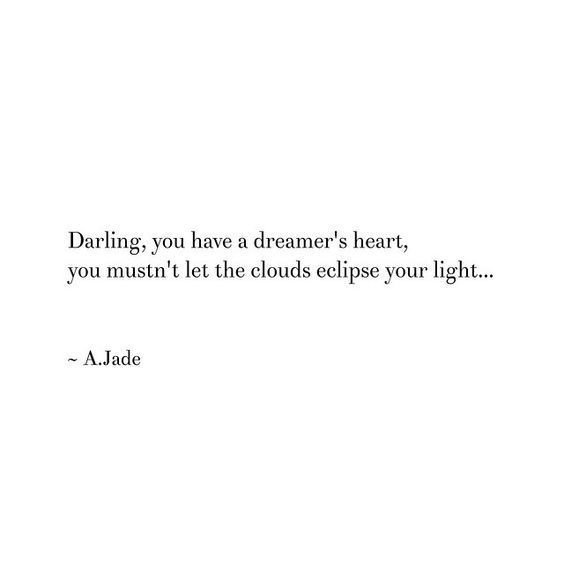 Darling, you have a dreamer's heart,
you mustn't let the clouds eclipse your light...
~ A.Jade